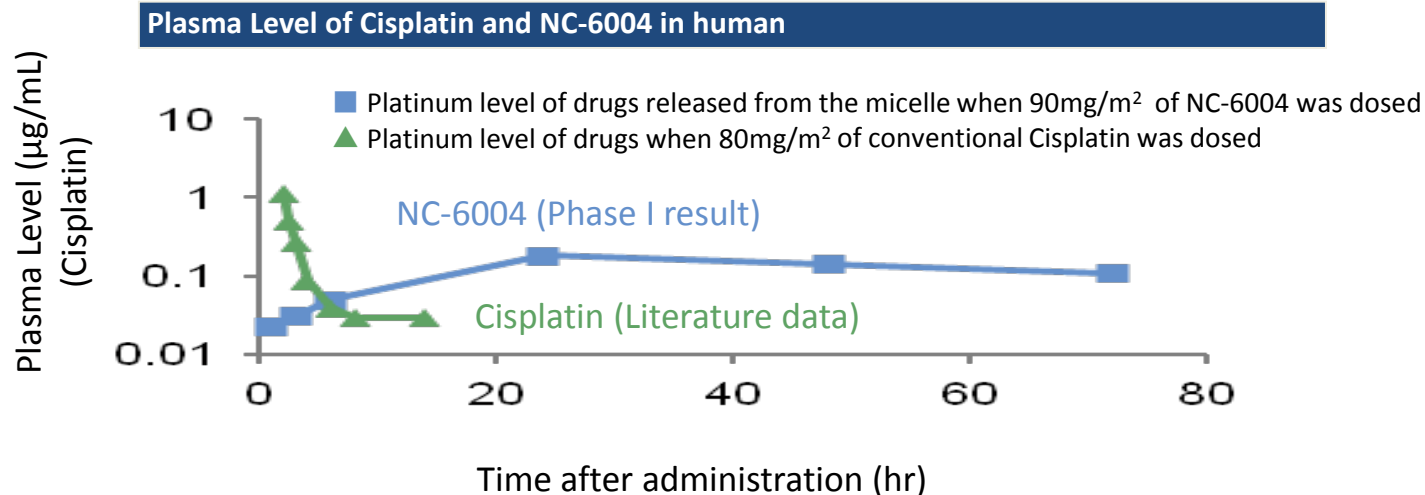 Plasma Level of Cisplatin and NC-6004 in human
Plasma Level (μg/mL)
(Cisplatin)
Platinum level of drugs released from the micelle when 90mg/m² of NC-6004 was dosed
Platinum level of drugs when 80mg/m² of conventional Cisplatin was dosed
10
1
0.1
0.01
NC-6004 (Phase I result)
Cisplatin (Literature data)
0 20 40 60 80
Time after administration (hr)